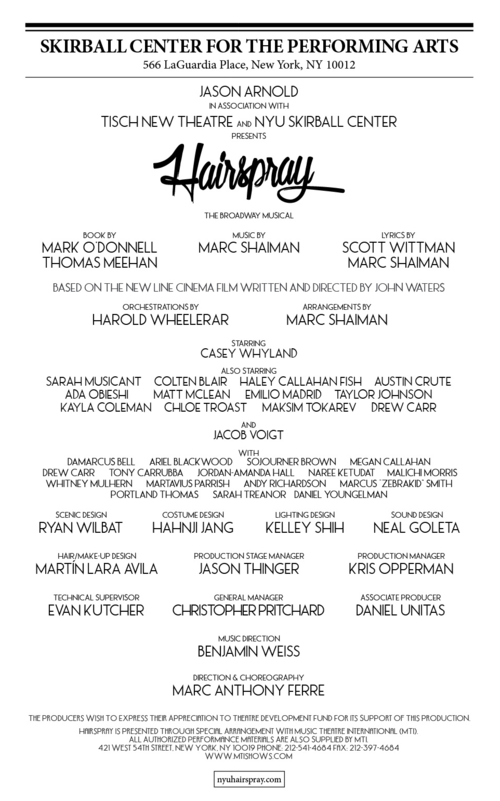 SKIRBALL CENTER FOR THE PERFORMING ARTS
566 LaGuardia Place, New York, NY 10012
JASON ARNOLD
IN ASSOCIATION WITH
TISCH NEW THEATRE AND NYU SKIRBALL CENTER
PRESENTS
Hairspray
THE BROADWAY MUSICAL
BOOK BY MUSIC BY LYRICS BY
MARK O'DONNELL MARC SHAIMAN SCOTT WITTMAN
THOMAS MEEHAN MARC SHAIMAN
BASED ON THE NEW LINE CINEMA FILM WRITTEN AND DIRECTED BY JOHN WATERS
ORCHESTRATIONS BY ARRANGEMENTS BY
HAROLD WHEELERAR MARC SHAIMAN
STARRING
CASEY WHYLAND
ALSO STARRING
SARAH MUSICANT COLTEN BLAIR HALEY CALLAHAN FISH AUSTIN CRUTE
ADA OBIESHI MATT MCLEAN EMILIO MADRID TAYLOR JOHNSON
KAYLA COLEMAN CHLOE TROAST MAKSIM TOKAREV DREW CARR
AND
JACOB VOIGT
WITH
DAMARCUS BELL ARIEL BLACKWOOD SOJOURNER BROWN MEGAN CALLAHAN
DREW CARR TONY CARRUBBA JORDAN-AMANDA HALL NAREE KETUDAT MALICHI MORRIS
WHITNEY MULHERN MARTAVIUS PARRISH ANDY RICHARDSON MARCUS "ZEBRAKID" SMITH
PORTLAND THOMAS SARAH TREANOR DANIEL YOUNGELMAN
SCENIC DESIGN COSTUME DESIGN LIGHTING DESIGN SOUND DESIGN
RYAN WILBAT HAHNJI JANG KELLEY SHIH NEAL GOLETA
HAIR/MAKE-UP DESIGN PRODUCTION STAGE MANAGER PRODUCTION MANAGER
MARTÍN LARA AVILA JASON THINGER KRIS OPPERMAN
TECHNICAL SUPERVISOR GENERAL MANAGER ASSOCIATE PRODUCER
EVAN KUTCHER CHRISTOPHER PRITCHARD DANIEL UNITAS
MUSIC DIRECTION
BENJAMIN WEISS
DIRECTION & CHOREOGRAPHY
MARC ANTHONY FERRE
THE PRODUCERS WISH TO EXPRESS THEIR APPRECIATION TO THEATRE DEVELOPMENT FUND FOR ITS SUPPORT OF THIS PRODUCTION.
HAIRSPRAY IS PRESENTED THROUGH SPECIAL ARRANGEMENT WITH MUSIC THEATRE INTERNATIONAL (MTI).
ALL AUTHORIZED PERFORMANCE MATERIALS ARE ALSO SUPPLIED BY MTI.
421 WEST 54TH STREET, NEW YORK, NY 10019 PHONE: 212-541-4684 FAX: 212-397-4684
WWW.MTISHOWS.COM
nyuhairspray.com